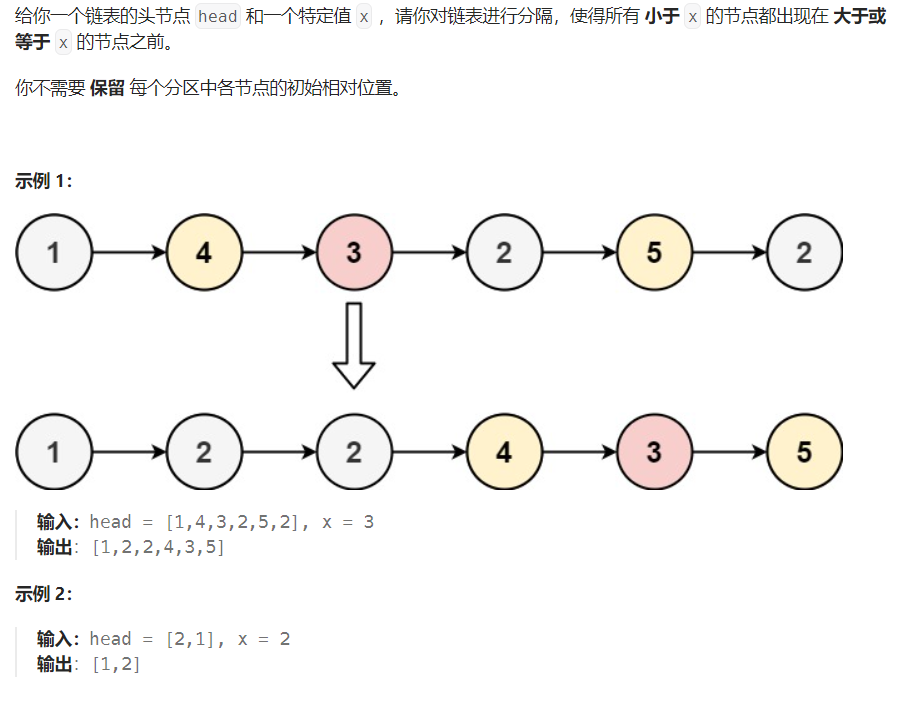 给你一个链表的头节点 head 和一个特定值 x ，请你对链表进行分隔，使得所有 小于 x 的节点都出现在 大于或
等于 x 的节点之前。
你不需要 保留 每个分区中各节点的初始相对位置。
示例 1：
1 4 3 2 5 2
1 2 2 4 3 5
输入：head = [1,4,3,2,5,2], x = 3
输出：[1,2,2,4,3,5]
示例 2：
输入：head = [2,1], x = 2
输出：[1,2]